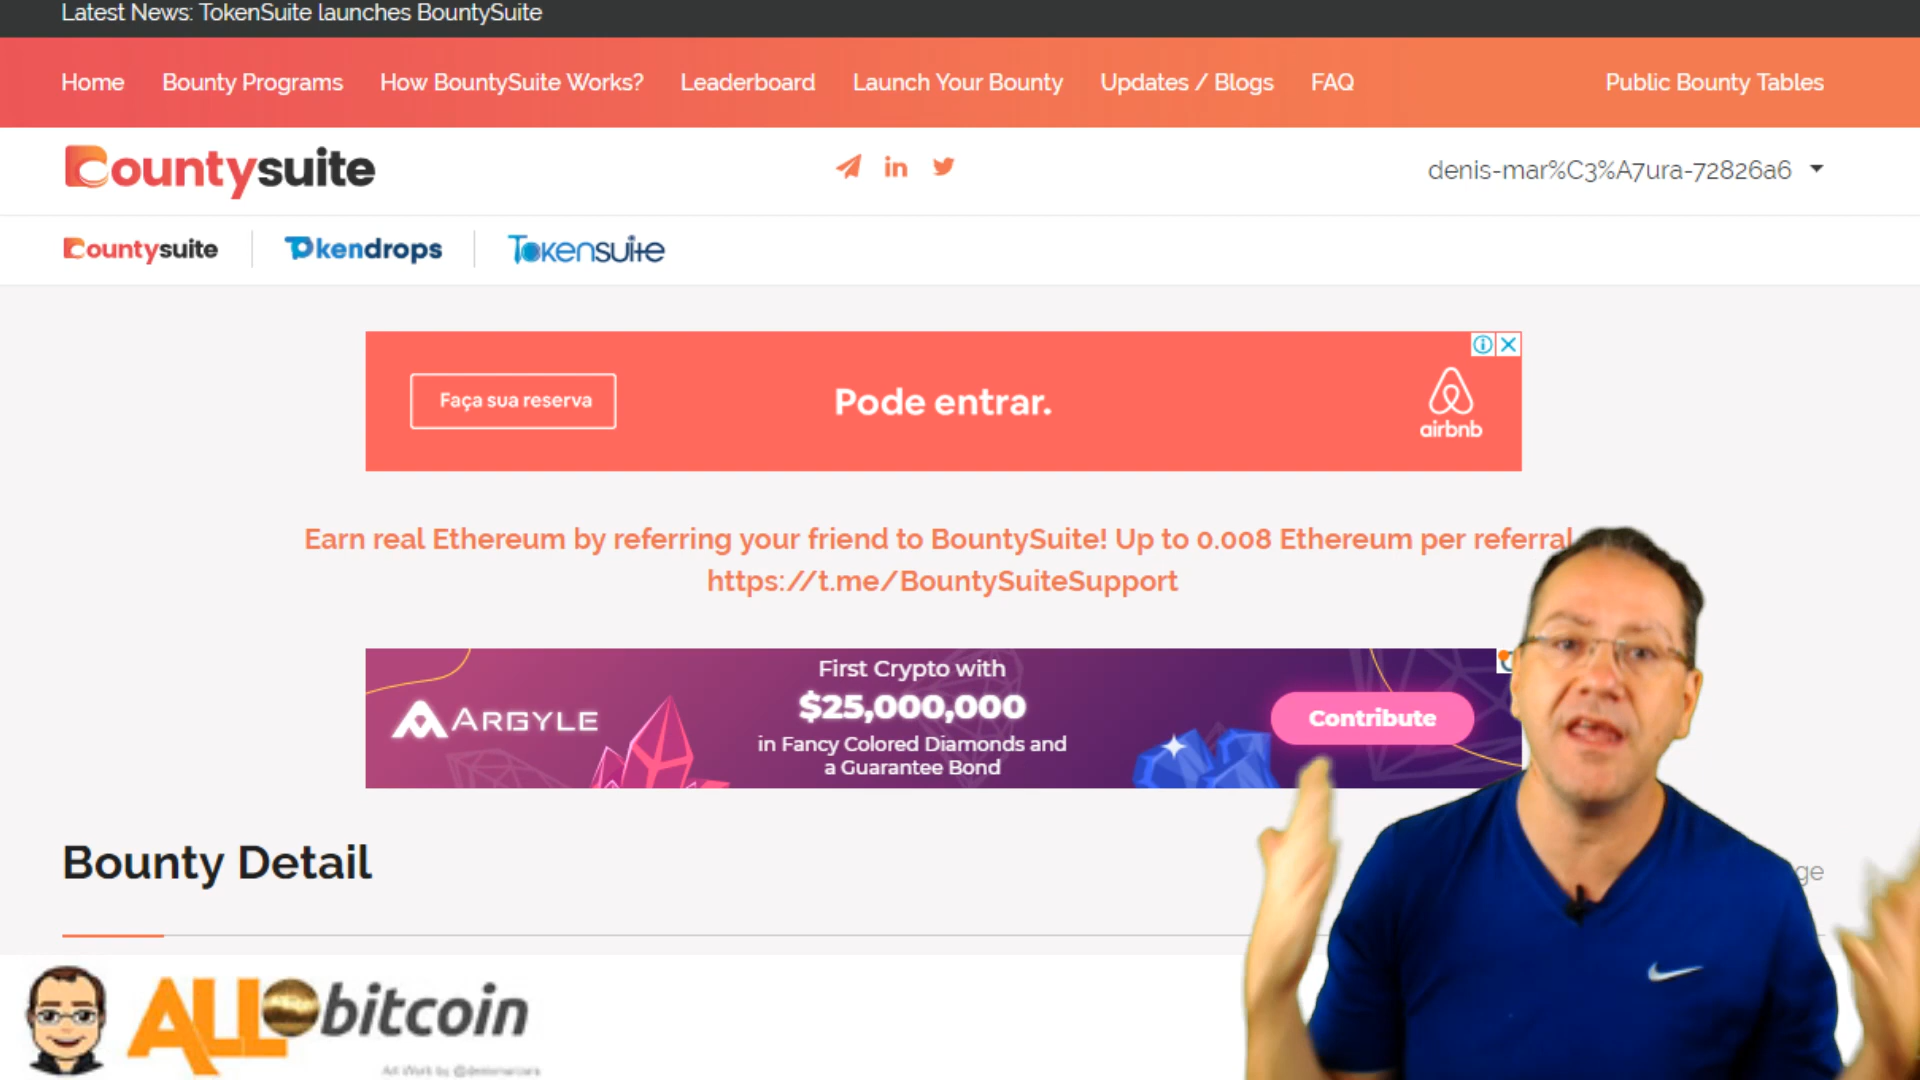 Latest News: TokenSuite launches BountySuite
Home Bounty Programs How BountySuite Works? Leaderboard Launch Your Bounty Updates / Blogs FAQ Public Bounty Tables
Bountysuite
denis-mar%C3%A7ura-72826a6
Bountysuite Tokendrops Tokensuite
Faça sua reserva
Pode entrar.
airbnb
Earn real Ethereum by referring your friend to BountySuite! Up to 0.008 Ethereum per referral
https://t.me/BountySuiteSupport
ARGYLE
First Crypto with
$25,000,000
in Fancy Colored Diamonds and
a Guarantee Bond
Contribute
Bounty Detail
ALLObitcoin